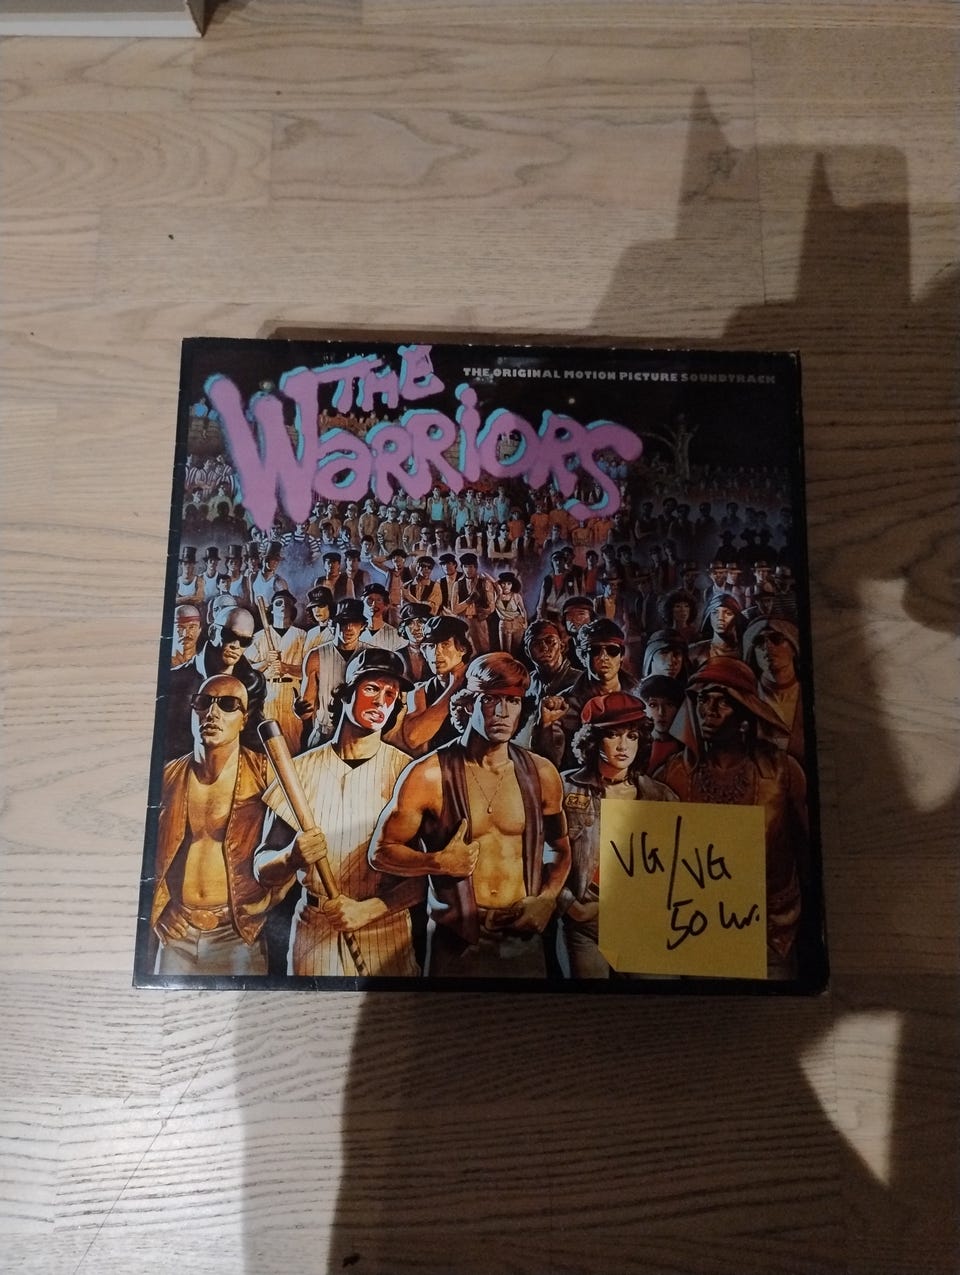 THE ORIGINAL MOTION PICTURE SOUNDTRACK
THE
WARRIORS
VG/VG
50 kr.